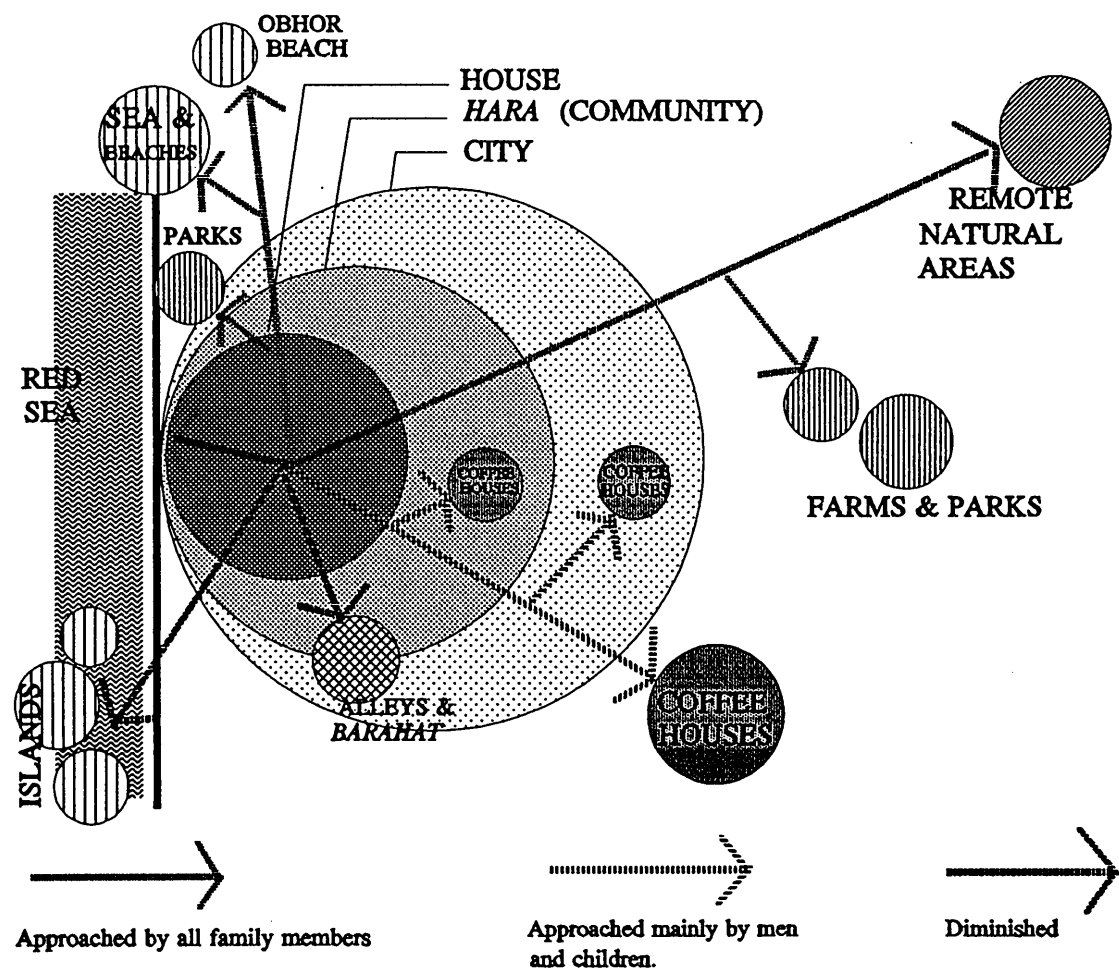 OBHOR
BEACH
HOUSE
HARA (COMMUNITY)
CITY
SEA &
BEACHES
REMOTE
NATURAL
AREAS
PARKS
RED
SEA
COFFEE
HOUSES
COFFEE
HOUSES
FARMS & PARKS
ISLANDS
ALLEYS &
BARAHAT
COFFEE
HOUSES
Approached by all family members
Approached mainly by men
and children.
Diminished